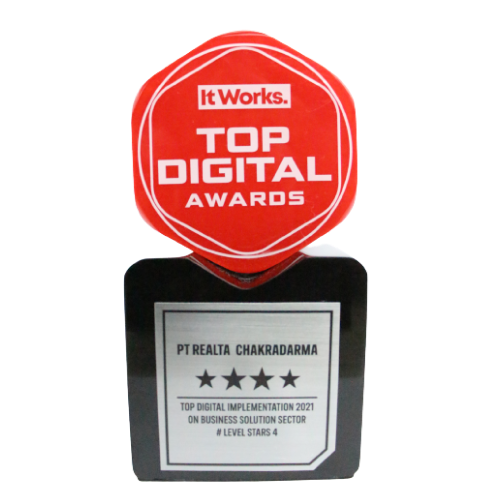 It Works.
TOP
DIGITAL
AWARDS
PT REALTA CHAKRADARMA
TOP DIGITAL IMPLEMENTATION 2021
ON BUSINESS SOLUTION SECTOR
# LEVEL STARS 4